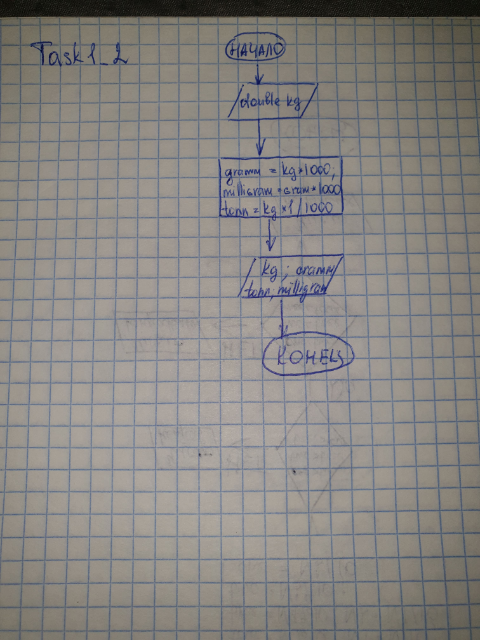 Task1_2
НАЧАЛО
double kg
gramm = kg*1000;
milligram = gram*1000
tonn = kg*1/1000
kg; gramm
tonn, milligram
КОНЕЦ